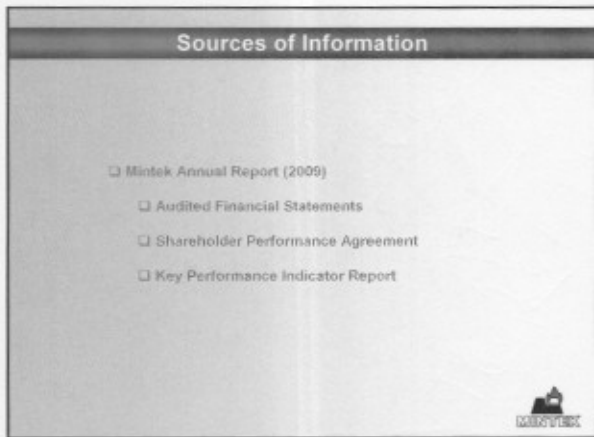 Sources of Information
❑ Mintek Annual Report (2009)
❑ Audited Financial Statements
❑ Shareholder Performance Agreement
❑ Key Performance Indicator Report
MINTEK